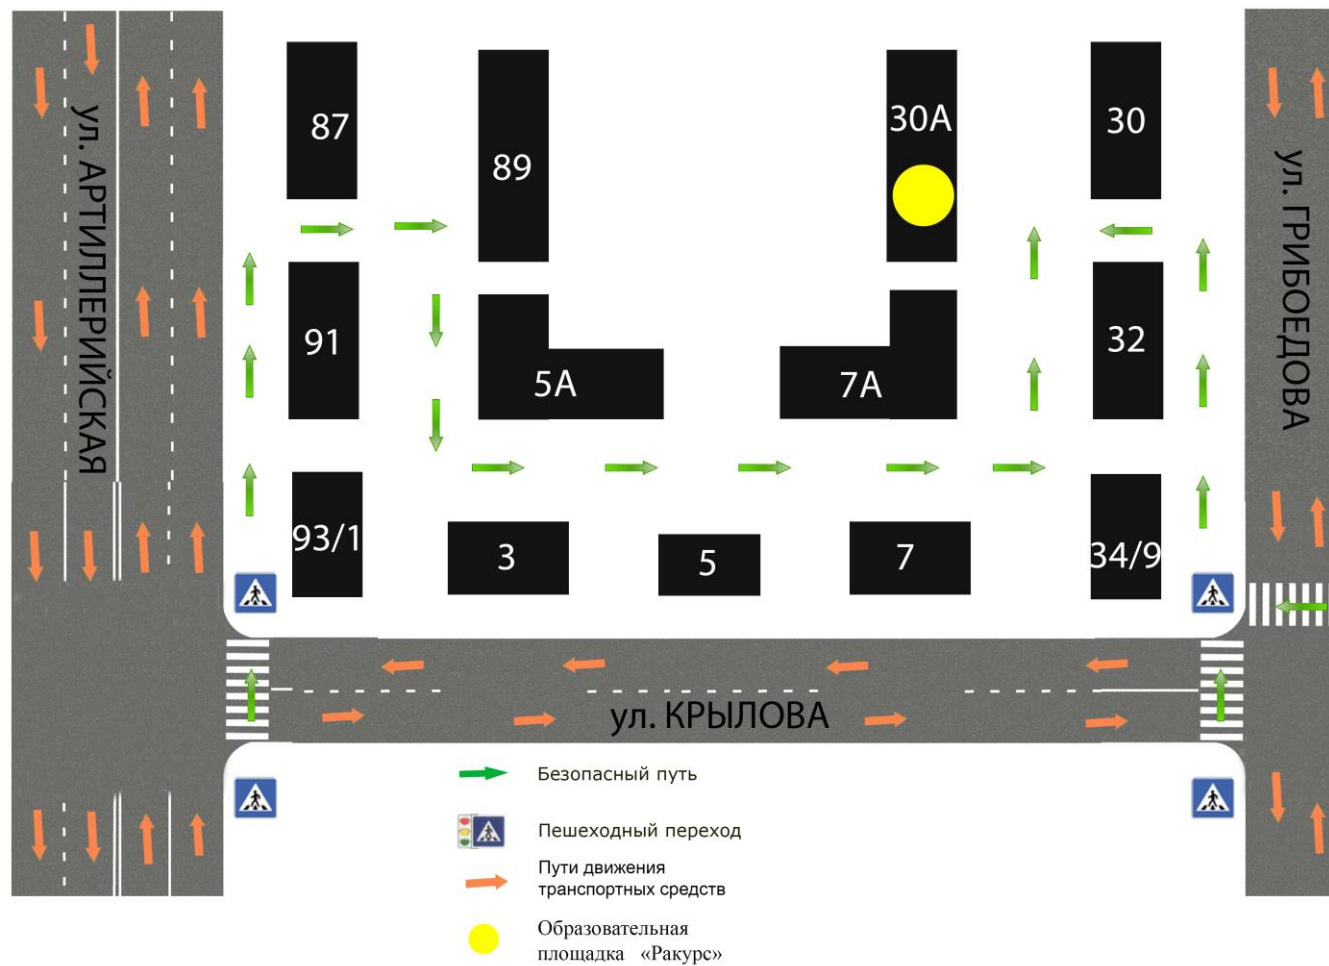 87
89
30А
30
ул. АРТИЛЛЕРИЙСКАЯ
ул. ГРИБОЕДОВА
91
5А
7А
32
93/1
3
5
7
34/9
ул. КРЫЛОВА
Безопасный путь
Пешеходный переход
Пути движения
транспортных средств
Образовательная
площадка «Ракурс»